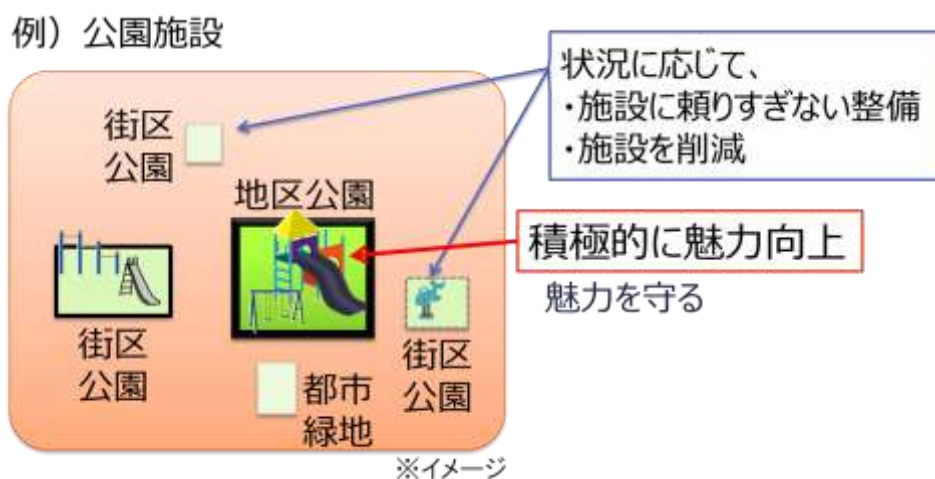 例）公園施設
状況に応じて、
・施設に頼りすぎない整備
・施設を削減
街区
公園
地区公園
積極的に魅力向上
魅力を守る
街区
公園
街区
公園
都市
緑地
※イメージ